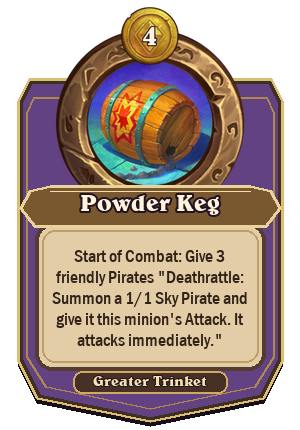 4
Powder Keg
Start of Combat: Give 3
friendly Pirates "Deathrattle:
Summon a 1/1 Sky Pirate and
give it this minion's Attack. It
attacks immediately."
Greater Trinket